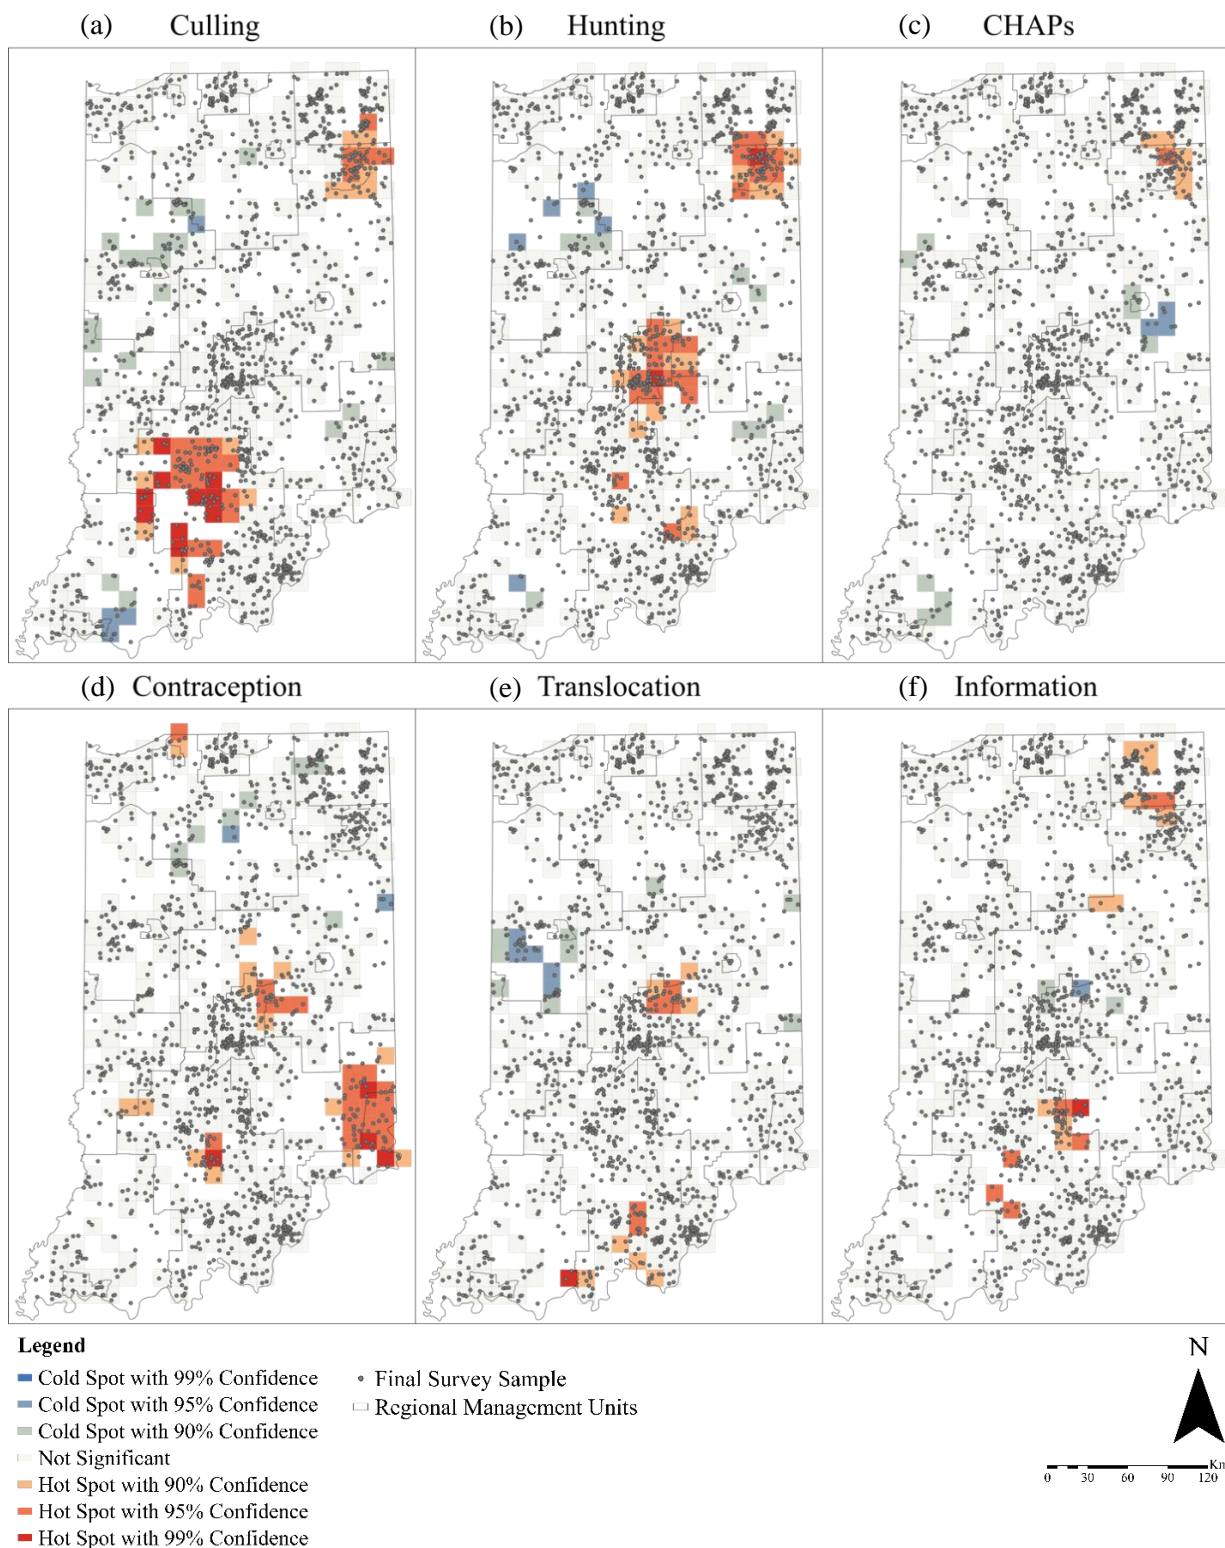 (a) Culling
(b) Hunting
(c) CHAPs
(d) Contraception
(e) Translocation
(f) Information
Legend
Cold Spot with 99% Confidence
Cold Spot with 95% Confidence
Cold Spot with 90% Confidence
Not Significant
Hot Spot with 90% Confidence
Hot Spot with 95% Confidence
Hot Spot with 99% Confidence
Final Survey Sample
Regional Management Units
N
Km
0 30 60 90 120